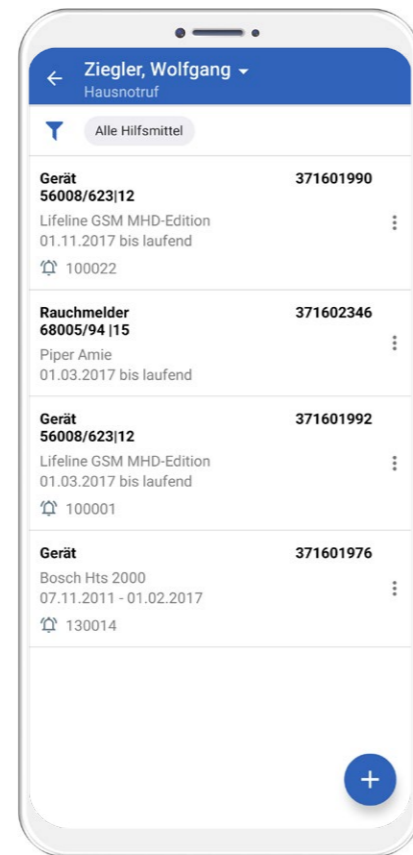 Ziegler, Wolfgang
Hausnotruf
Alle Hilfsmittel
Gerät 371601990
56008/623|12
Lifeline GSM MHD-Edition
01.11.2017 bis laufend
100022
Rauchmelder 371602346
68005/94 |15
Piper Amie
01.03.2017 bis laufend
Gerät 371601992
56008/623|12
Lifeline GSM MHD-Edition
01.03.2017 bis laufend
100001
Gerät 371601976
Bosch Hts 2000
07.11.2011 - 01.02.2017
130014